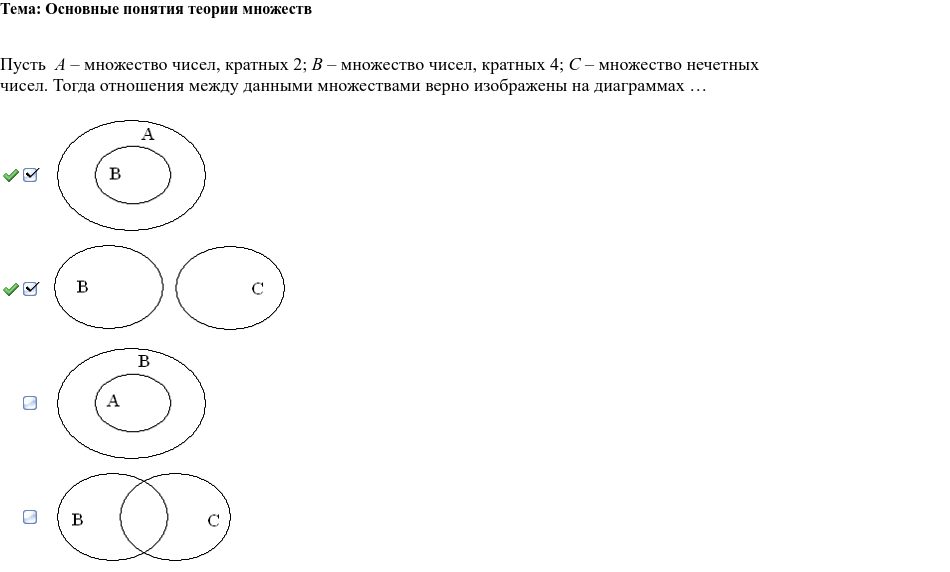 Тема: Основные понятия теории множеств
Пусть A – множество чисел, кратных 2; B – множество чисел, кратных 4; C – множество нечетных
чисел. Тогда отношения между данными множествами верно изображены на диаграммах …
A
B
B C
B
A
B C